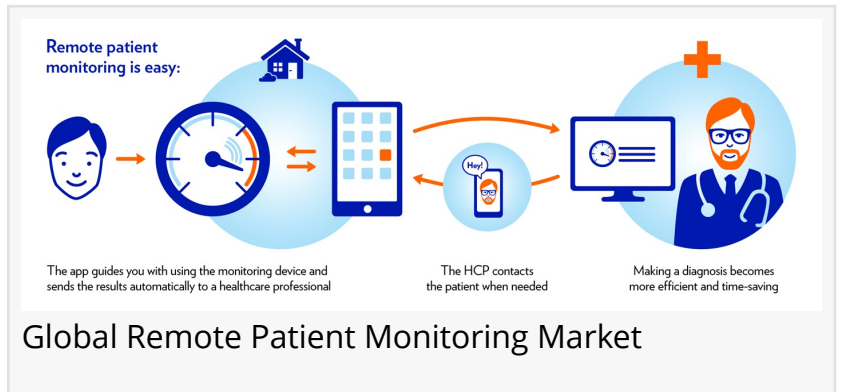 Remote patient
monitoring is easy:
Hey!
The app guides you with using the monitoring device and
sends the results automatically to a healthcare professional
The HCP contacts
the patient when needed
Making a diagnosis becomes
more efficient and time-saving
Global Remote Patient Monitoring Market